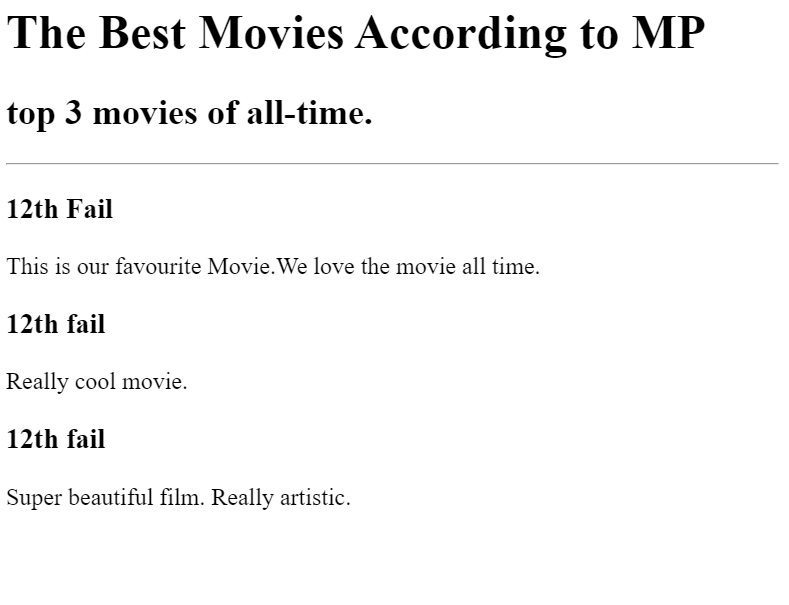 The Best Movies According to MP
top 3 movies of all-time.
12th Fail
This is our favourite Movie.We love the movie all time.
12th fail
Really cool movie.
12th fail
Super beautiful film. Really artistic.